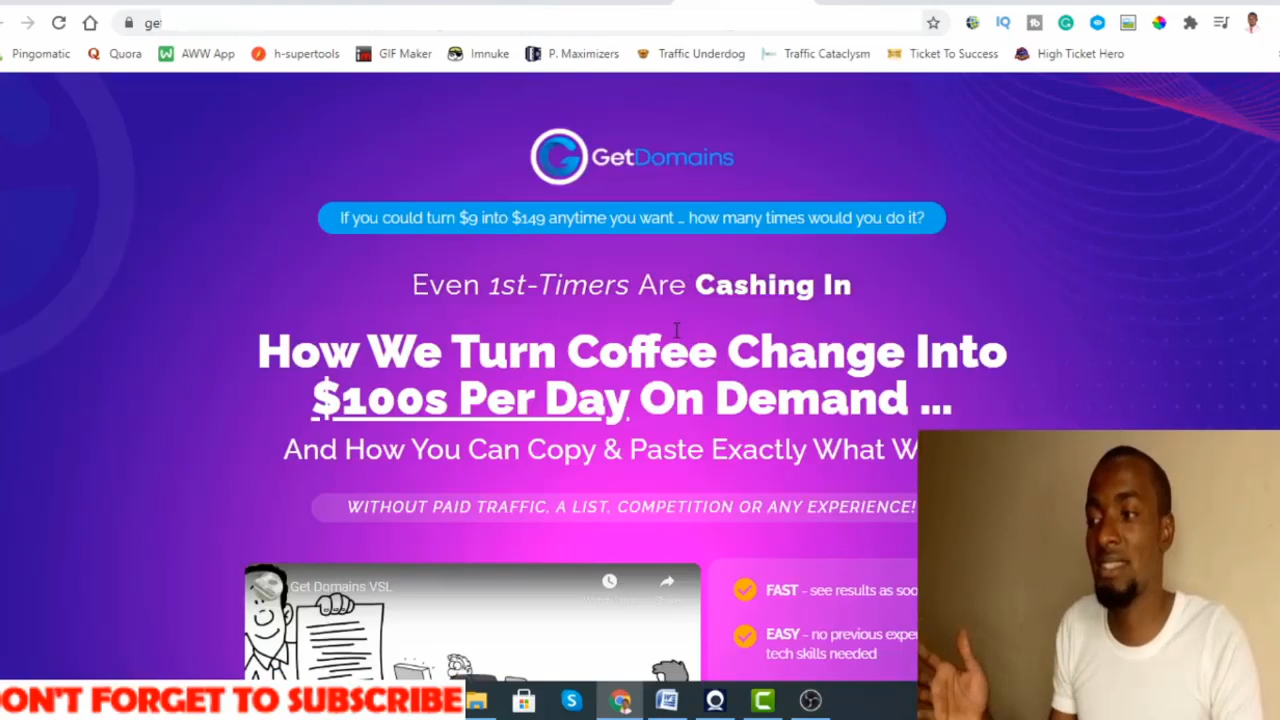 get
Pingomatic Quora AWW App h-supertools GIF Maker Imnuke P. Maximizers Traffic Underdog Traffic Cataclysm Ticket To Success High Ticket Hero
GetDomains
If you could turn $9 into $149 anytime you want ... how many times would you do it?
Even 1st-Timers Are Cashing In
How We Turn Coffee Change Into
$100s Per Day On Demand ...
And How You Can Copy & Paste Exactly What W
WITHOUT PAID TRAFFIC, A LIST, COMPETITION OR ANY EXPERIENCE!
Get Domains VSL
FAST - see results as soo
EASY - no previous expe
tech skills needed
ON'T FORGET TO SUBSCRIBE